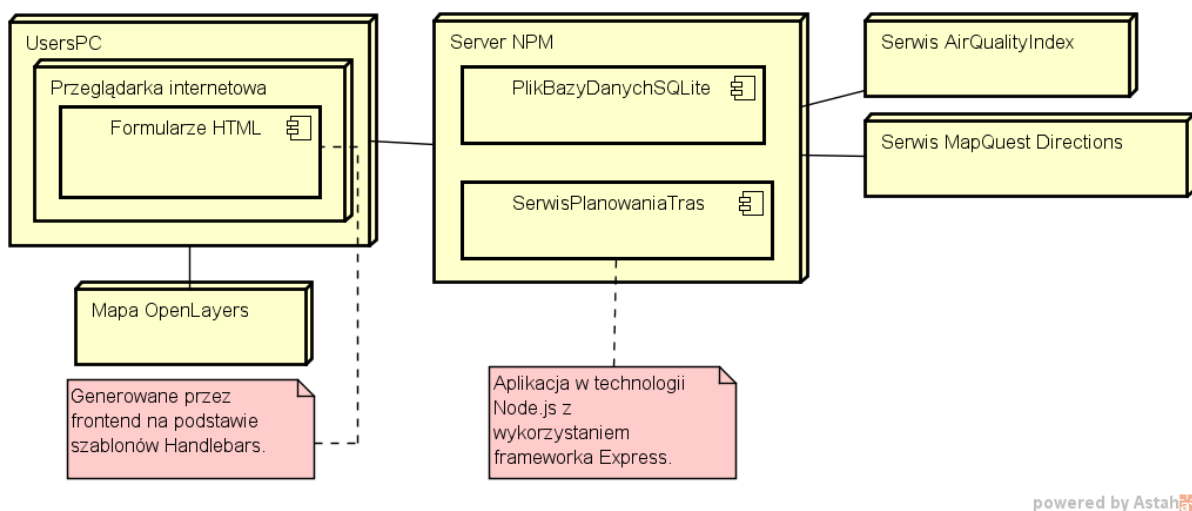 UsersPC
Przeglądarka internetowa
Formularze HTML
Mapa OpenLayers
Generowane przez
frontend na podstawie
szablonów Handlebars.
Server NPM
PlikBazyDanychSQLite
SerwisPlanowaniaTras
Aplikacja w technologii
Node.js z
wykorzystaniem
frameworka Express.
Serwis AirQualityIndex
Serwis MapQuest Directions
powered by Astah